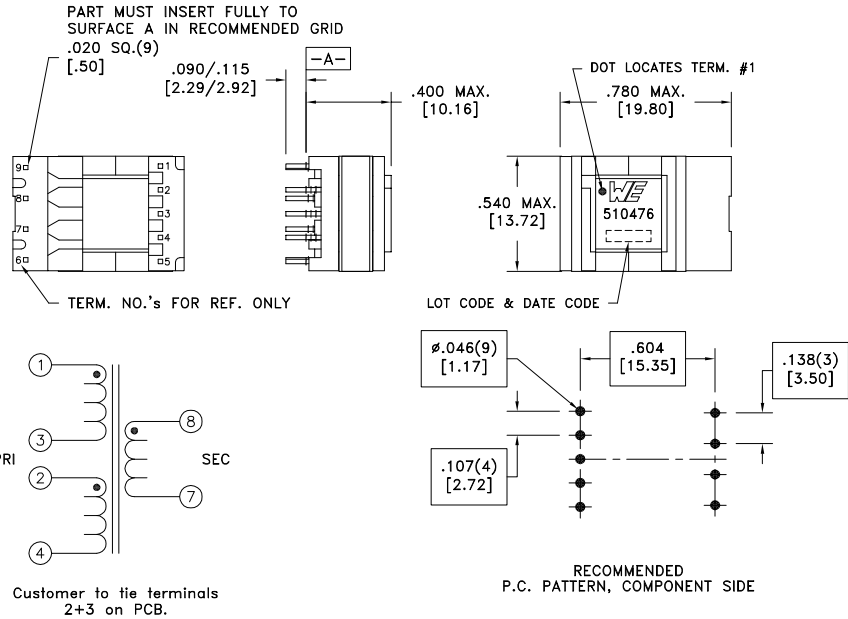 PART MUST INSERT FULLY TO
SURFACE A IN RECOMMENDED GRID
.020 SQ.(9)
[.50]
.090/.115
[2.29/2.92]
-A-
.400 MAX.
[10.16]
DOT LOCATES TERM. #1
.780 MAX.
[19.80]
9
8
7
6
1
2
3
4
5
.540 MAX.
[13.72]
WE
510476
TERM. NO.'s FOR REF. ONLY
LOT CODE & DATE CODE
1
3
2
4
PRI
8
7
SEC
Customer to tie terminals
2+3 on PCB.
ø.046(9)
[1.17]
.604
[15.35]
.138(3)
[3.50]
.107(4)
[2.72]
RECOMMENDED
P.C. PATTERN, COMPONENT SIDE